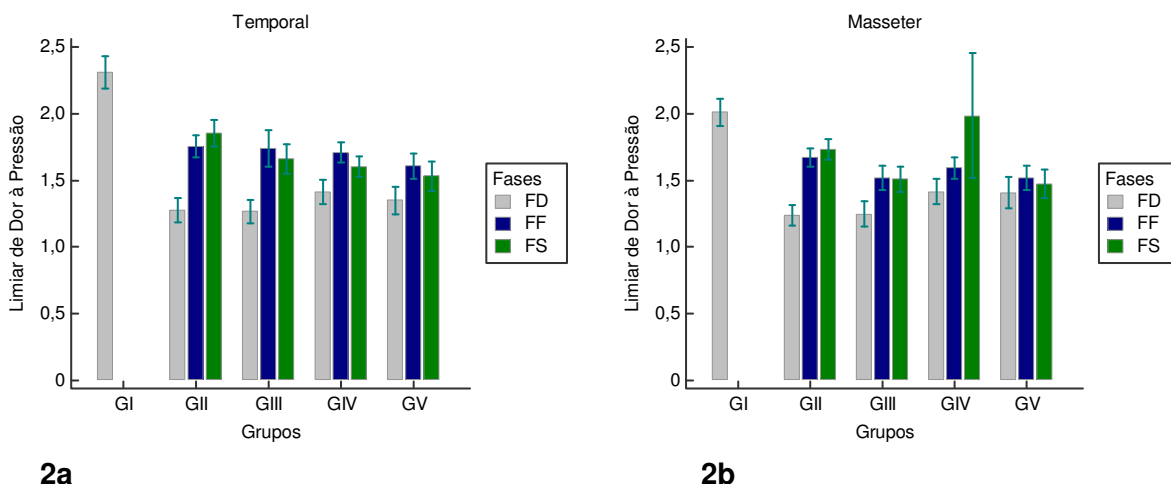 Temporal
2,5
2,0
1,5
1,0
0,5
0
Limiar de Dor à Pressão
GI GII GIII GIV GV
Grupos
Fases
FD
FF
FS
2a
Masseter
2,5
2,0
1,5
1,0
0,5
0
Limiar de Dor à Pressão
GI GII GIII GIV GV
Grupos
Fases
FD
FF
FS
2b